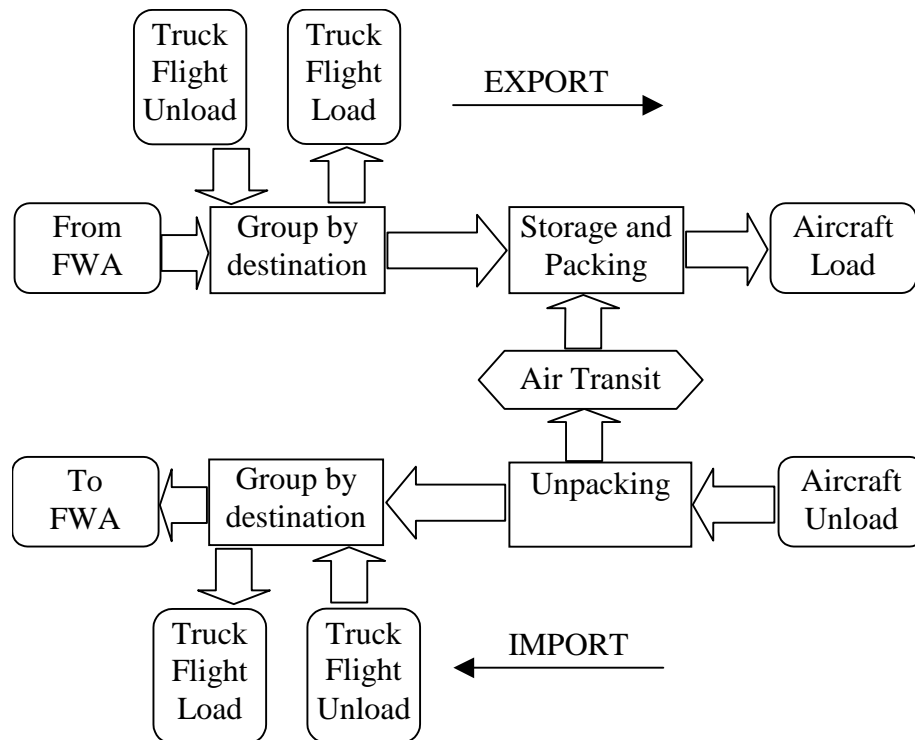 Truck
Flight
Unload
Truck
Flight
Load
EXPORT
From
FWA
Group by
destination
Storage and
Packing
Aircraft
Load
Air Transit
To
FWA
Group by
destination
Unpacking
Aircraft
Unload
Truck
Flight
Load
Truck
Flight
Unload
IMPORT